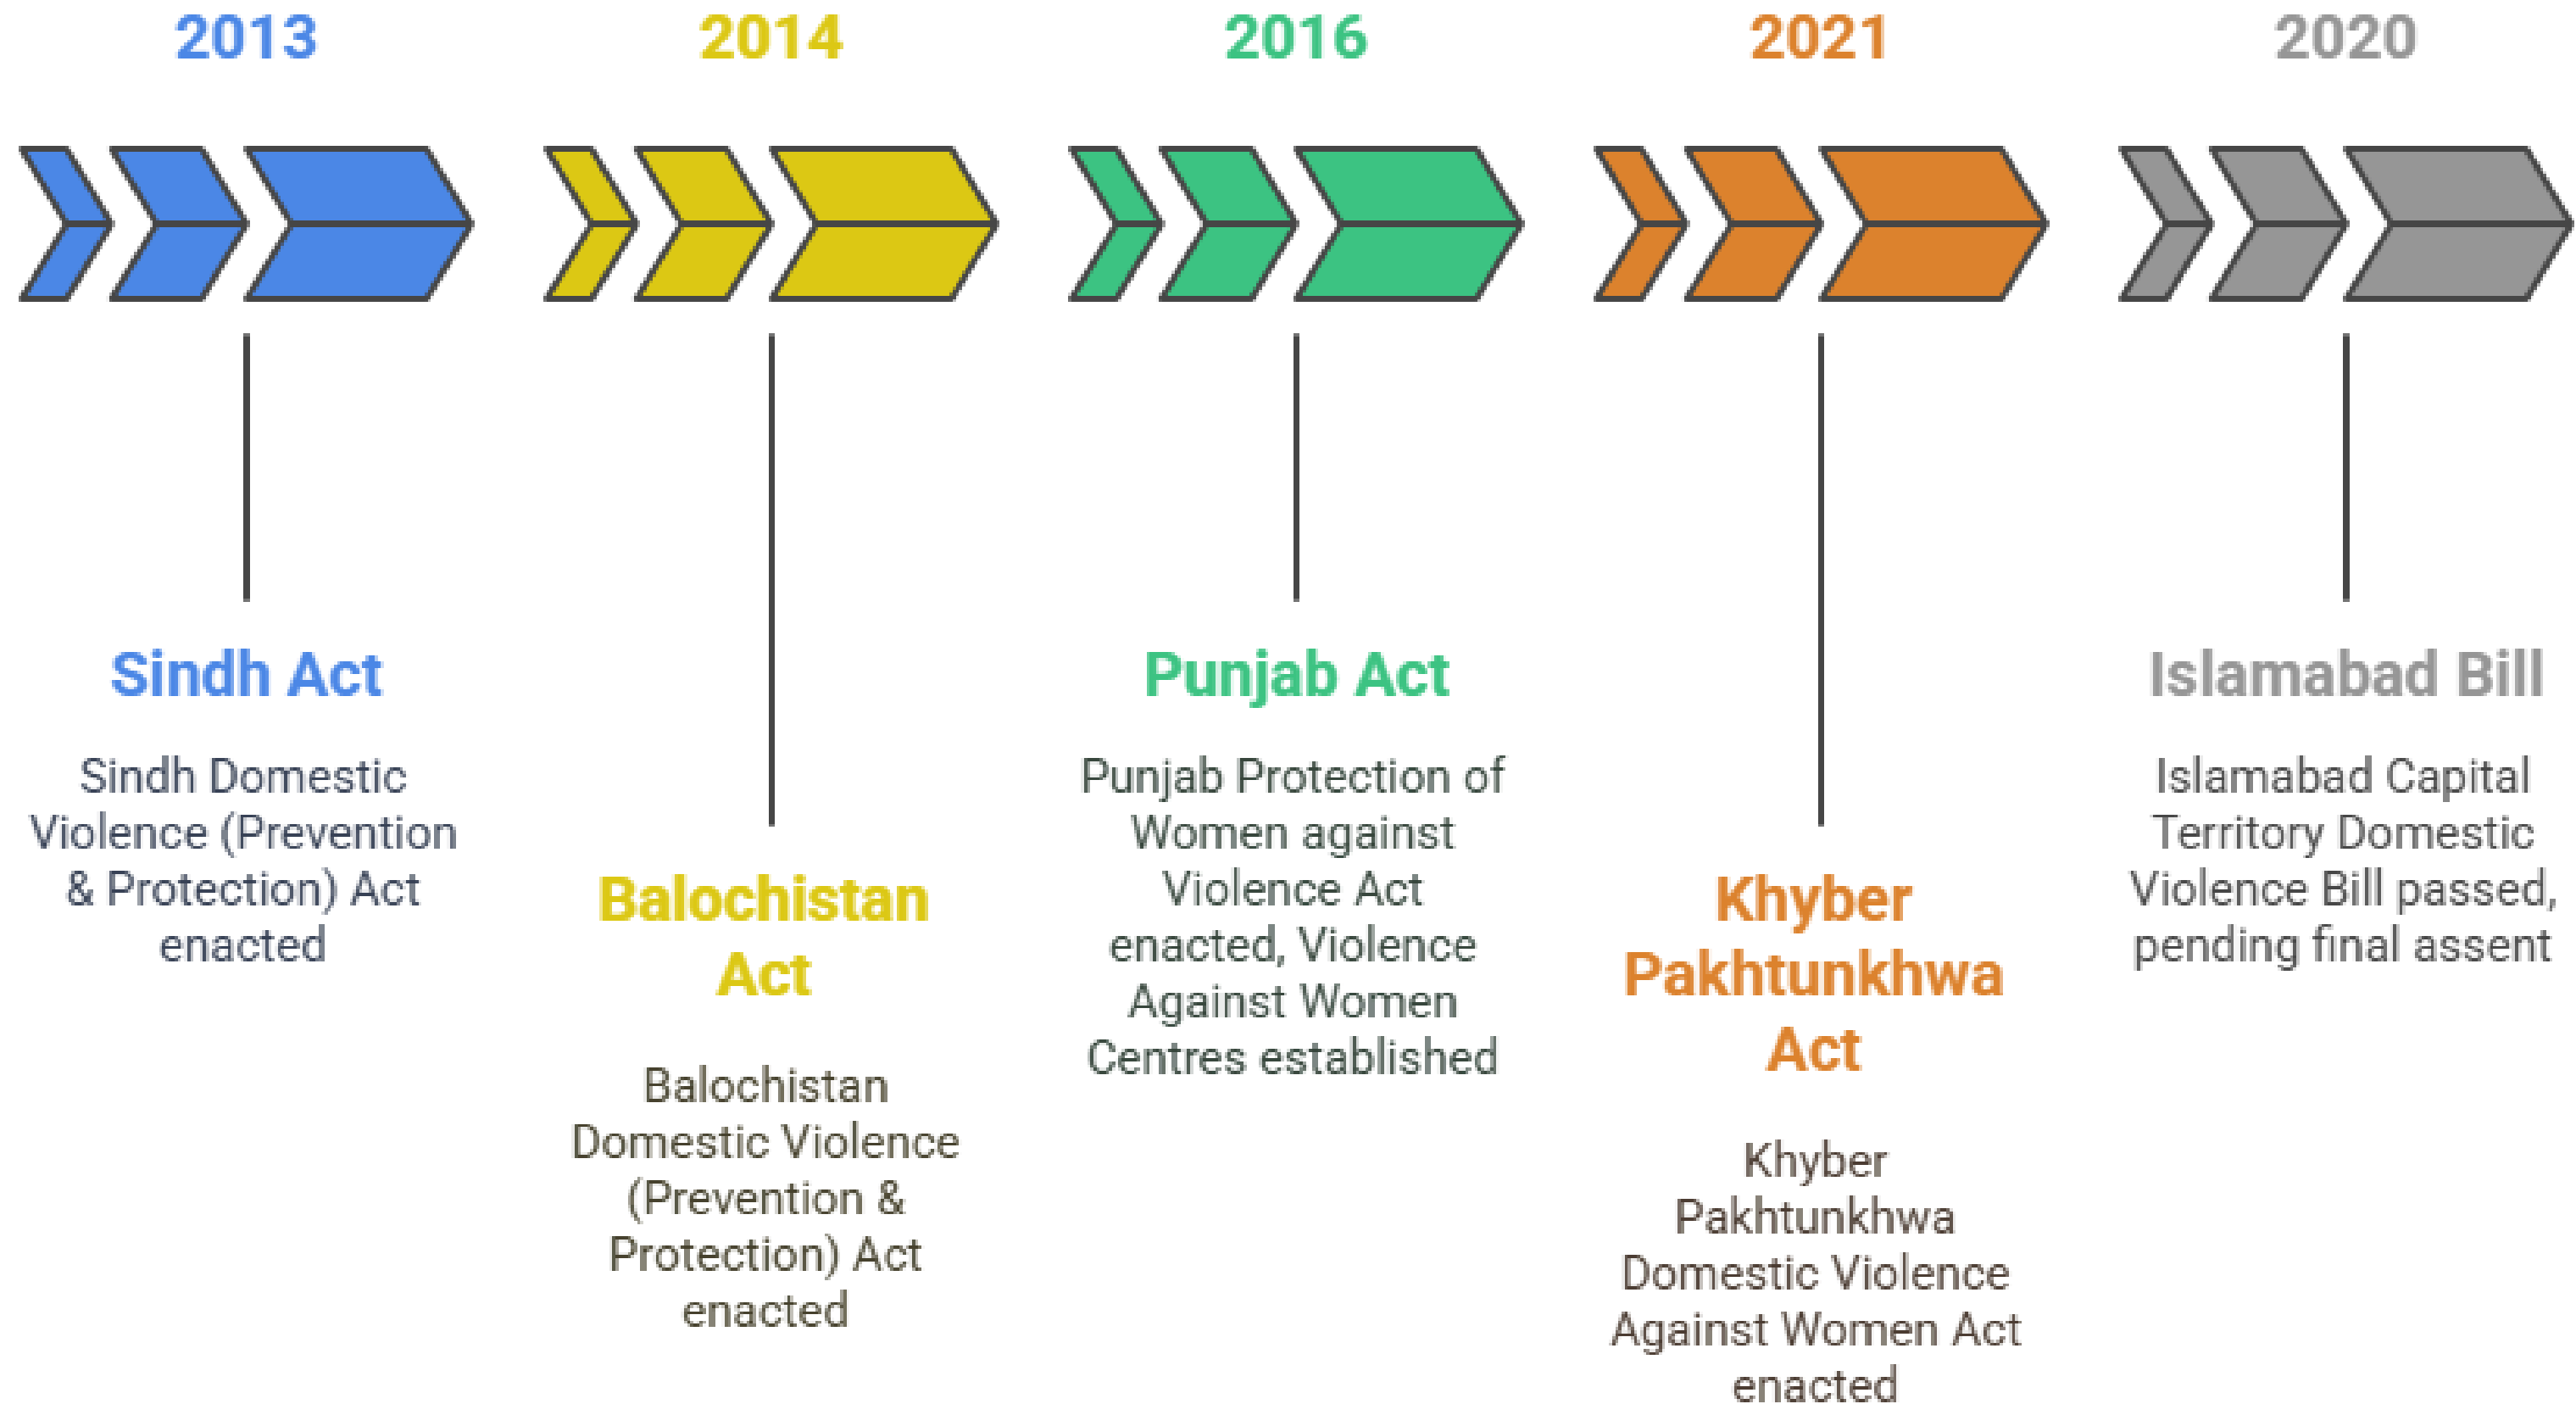 2013
Sindh Act
Sindh Domestic
Violence (Prevention
& Protection) Act
enacted
2014
Balochistan
Act
Balochistan
Domestic Violence
(Prevention &
Protection) Act
enacted
2016
Punjab Act
Punjab Protection of
Women against
Violence Act
enacted, Violence
Against Women
Centres established
2021
Khyber
Pakhtunkhwa
Act
Khyber
Pakhtunkhwa
Domestic Violence
Against Women Act
enacted
2020
Islamabad Bill
Islamabad Capital
Territory Domestic
Violence Bill passed,
pending final assent